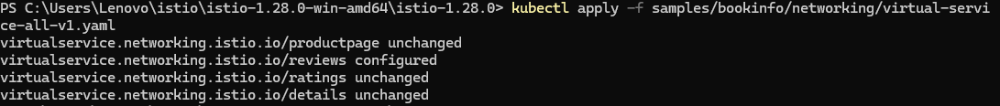 PS C:\Users\Lenovo\istio\istio-1.28.0-win-amd64\istio-1.28.0> kubectl apply -f samples/bookinfo/networking/virtual-servi
ce-all-v1.yaml
virtualservice.networking.istio.io/productpage unchanged
virtualservice.networking.istio.io/reviews configured
virtualservice.networking.istio.io/ratings unchanged
virtualservice.networking.istio.io/details unchanged